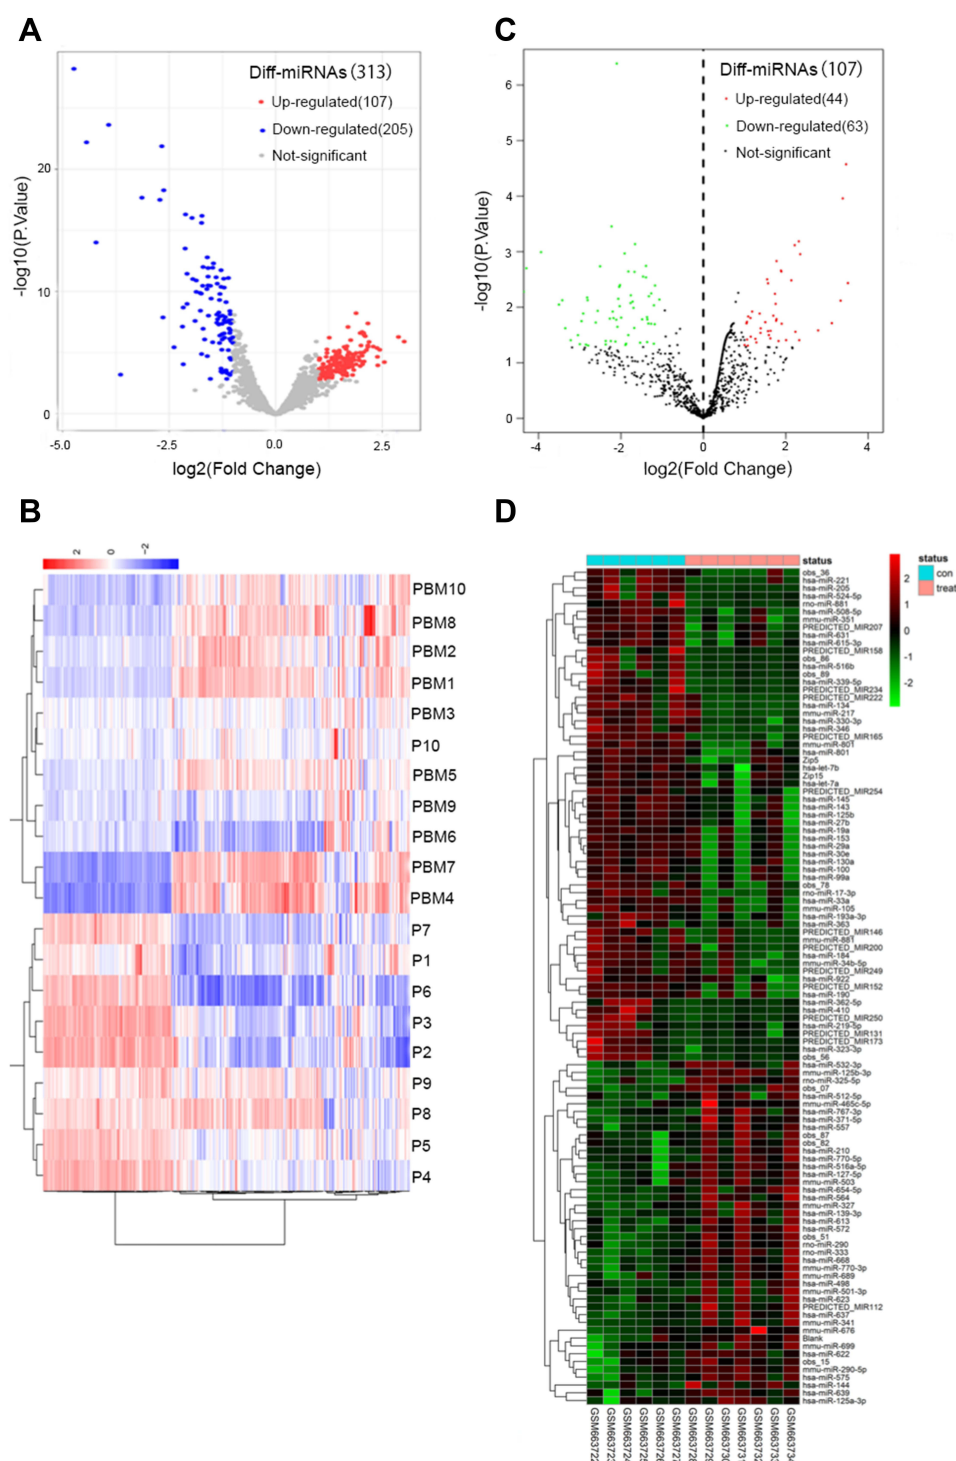 A
Diff-miRNAs (313)
Up-regulated(107)
Down-regulated(205)
Not-significant
20
10
0
-log10(P.Value)
-5.0
-2.5
0.0
2.5
log2(Fold Change)
C
Diff-miRNAs (107)
Up-regulated(44)
Down-regulated(63)
Not-significant
6
5
4
3
2
1
0
-log10(P.Value)
-4
-2
0
2
4
log2(Fold Change)
B
2
0
-2
PBM10
PBM8
PBM2
PBM1
PBM3
P10
PBM5
PBM9
PBM6
PBM7
PBM4
P7
P1
P6
P3
P2
P9
P8
P5
P4
D
status
obs_36
hsa-miR-221
hsa-miR-205
hsa-miR-524-5p
rno-miR-881
hsa-miR-508-5p
mmu-miR-351
PREDICTED_MIR207
hsa-miR-631
hsa-miR-615-3p
PREDICTED_MIR158
obs_86
hsa-miR-516b
obs_89
hsa-miR-339-5p
PREDICTED_MIR234
PREDICTED_MIR222
hsa-miR-134
mmu-miR-217
hsa-miR-330-3p
hsa-miR-346
PREDICTED_MIR165
mmu-miR-801
hsa-miR-801
Zip5
hsa-let-7b
Zip15
hsa-let-7a
PREDICTED_MIR254
hsa-miR-145
hsa-miR-143
hsa-miR-125b
hsa-miR-27b
hsa-miR-19a
hsa-miR-153
hsa-miR-29a
hsa-miR-30e
hsa-miR-130a
hsa-miR-100
hsa-miR-99a
obs_78
rno-miR-17-3p
hsa-miR-33a
mmu-miR-105
hsa-miR-193a-3p
hsa-miR-363
PREDICTED_MIR146
mmu-miR-881
PREDICTED_MIR200
hsa-miR-184
mmu-miR-34b-5p
PREDICTED_MIR249
hsa-miR-922
PREDICTED_MIR152
hsa-miR-190
hsa-miR-362-5p
hsa-miR-410
PREDICTED_MIR250
hsa-miR-219-5p
PREDICTED_MIR131
PREDICTED_MIR173
hsa-miR-323-3p
obs_56
hsa-miR-532-3p
mmu-miR-125b-3p
rno-miR-325-5p
obs_07
hsa-miR-512-5p
mmu-miR-465c-5p
hsa-miR-767-3p
hsa-miR-371-5p
hsa-miR-557
obs_87
obs_82
hsa-miR-210
hsa-miR-770-5p
hsa-miR-516a-5p
hsa-miR-127-5p
mmu-miR-503
hsa-miR-654-5p
hsa-miR-564
mmu-miR-327
hsa-miR-139-3p
hsa-miR-613
hsa-miR-572
obs_51
rno-miR-290
rno-miR-333
hsa-miR-668
mmu-miR-770-3p
mmu-miR-689
hsa-miR-498
mmu-miR-501-3p
hsa-miR-623
PREDICTED_MIR112
hsa-miR-637
mmu-miR-341
mmu-miR-676
Blank
mmu-miR-699
hsa-miR-622
obs_15
mmu-miR-290-5p
hsa-miR-575
hsa-miR-144
hsa-miR-639
hsa-miR-125a-3p
GSM663722
GSM663723
GSM663724
GSM663725
GSM663726
GSM663727
GSM663728
GSM663729
GSM663730
GSM663731
GSM663732
GSM663733
GSM663734
2
1
0
-1
-2
status
con
treat